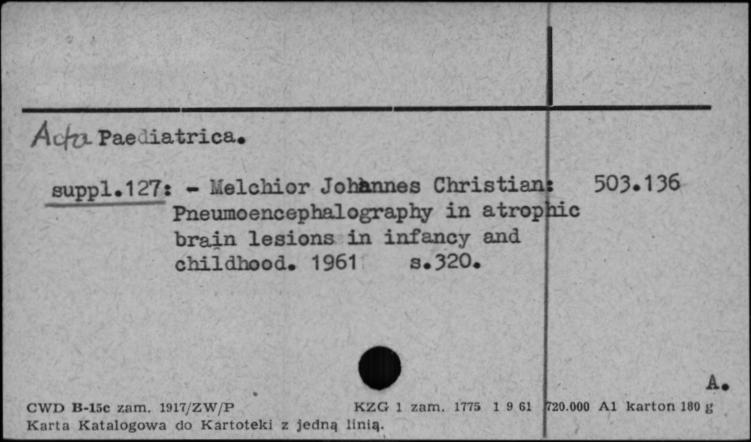 Acta Paediatrica.
suppl.127: - Melchior Johannes Christian: 503.136
Pneumoencephalography in atrophic
brain lesions in infancy and
childhood. 1961 s.320.
A.
CWD B-15c zam. 1917/ZW/P KZG 1 zam. 1775 1 9 61 720.000 A1 karton 180 g
Karta Katalogowa do Kartoteki z jedną linią.